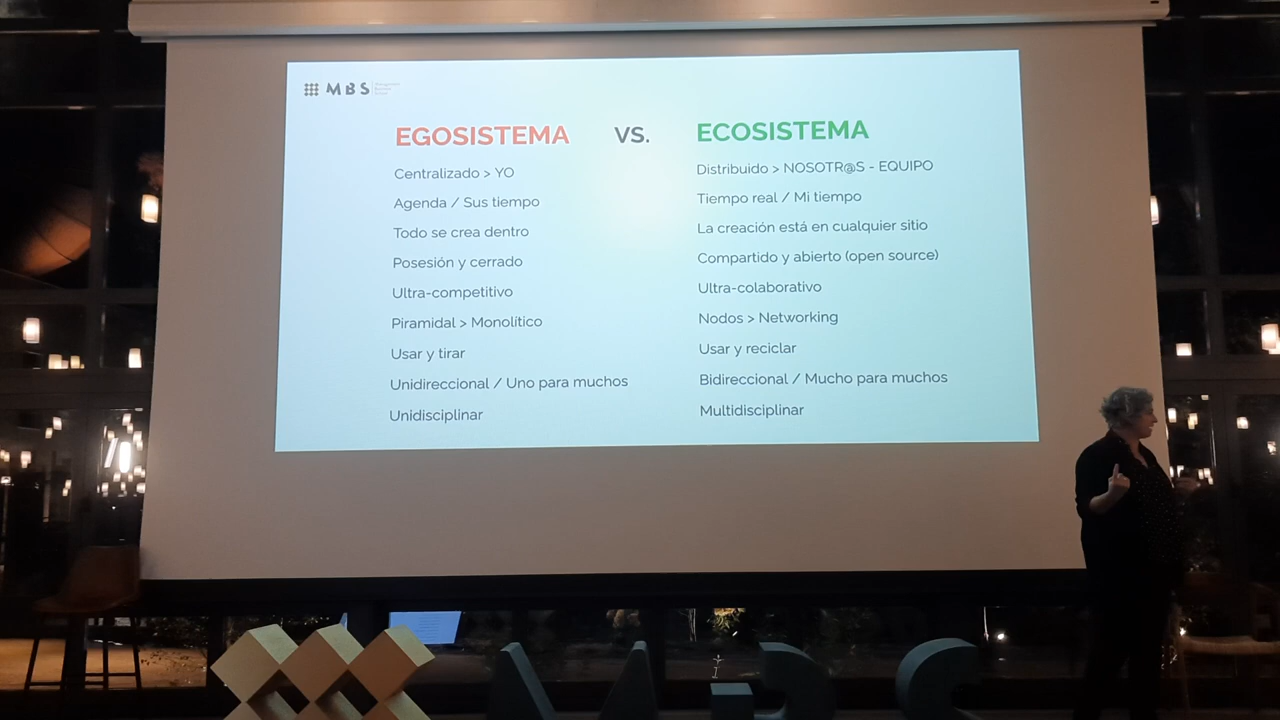 MBS
EGOSISTEMA VS. ECOSISTEMA
Centralizado > YO
Distribuido > NOSOTR@S - EQUIPO
Agenda / Sus tiempo
Tiempo real / Mi tiempo
Todo se crea dentro
La creación está en cualquier sitio
Posesión y cerrado
Compartido y abierto (open source)
Ultra-competitivo
Ultra-colaborativo
Piramidal > Monolítico
Nodos > Networking
Usar y tirar
Usar y reciclar
Unidireccional / Uno para muchos
Bidireccional / Mucho para muchos
Unidisciplinar
Multidisciplinar